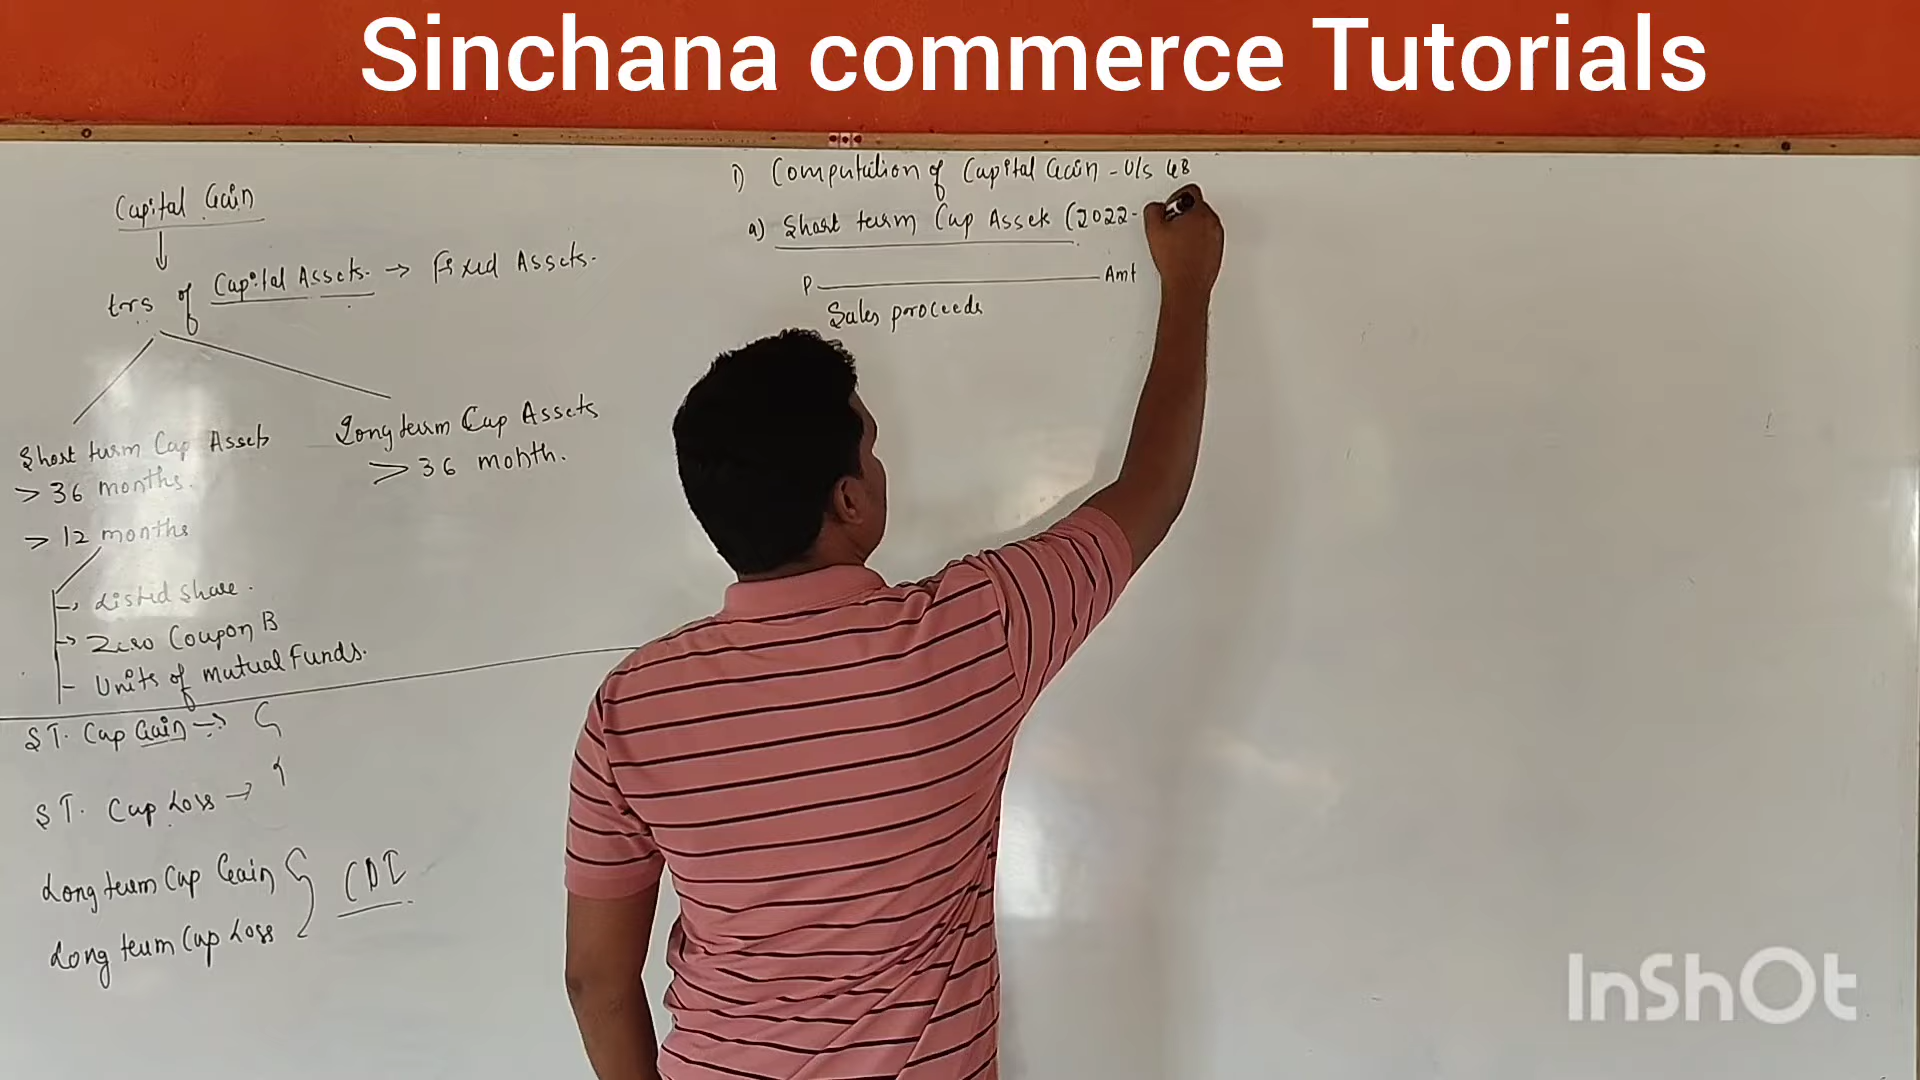 Sinchana commerce Tutorials
Capital Gain
trs of Capital Assets. → Fixed Assets.
Short turm Cap Assets
> 36 months.
> 12 months
→ Listed Share.
→ Zero Coupon B
- Units of mutual Funds.
Long term Cap Assets
> 36 month.
ST. Cap Gain →
ST. Cap Loss →
Long term Cap Gain
Long term Cap Loss
CDI
1) Computation of Capital Gain - U/s 48
a) Short term Cap Asset (2022-
P Amt
Sales proceeds
InShOt